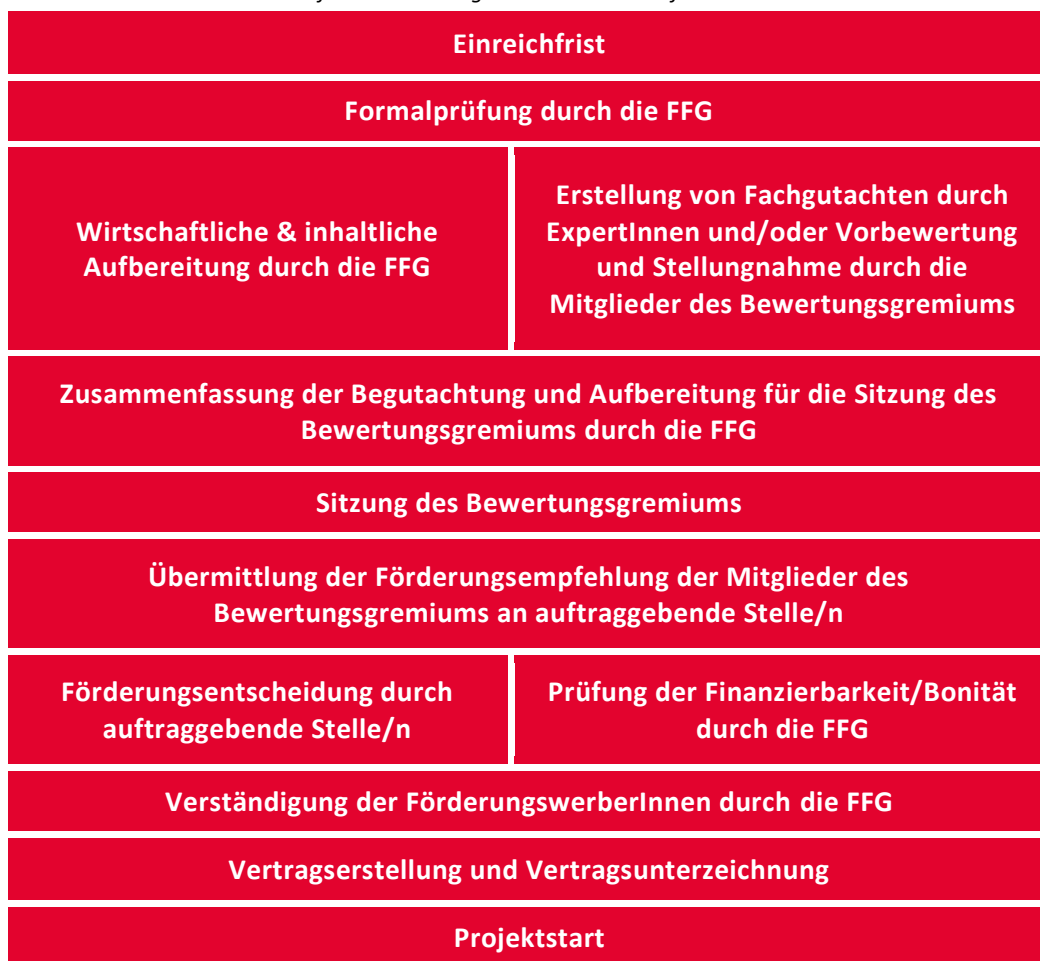 Einreichfrist
Formalprüfung durch die FFG
Wirtschaftliche & inhaltliche
Aufbereitung durch die FFG
Erstellung von Fachgutachten durch
ExpertInnen und/oder Vorbewertung
und Stellungnahme durch die
Mitglieder des Bewertungsgremiums
Zusammenfassung der Begutachtung und Aufbereitung für die Sitzung des
Bewertungsgremiums durch die FFG
Sitzung des Bewertungsgremiums
Übermittlung der Förderungsempfehlung der Mitglieder des
Bewertungsgremiums an auftraggebende Stelle/n
Förderungsentscheidung durch
auftraggebende Stelle/n
Prüfung der Finanzierbarkeit/Bonität
durch die FFG
Verständigung der FörderungswerberInnen durch die FFG
Vertragserstellung und Vertragsunterzeichnung
Projektstart